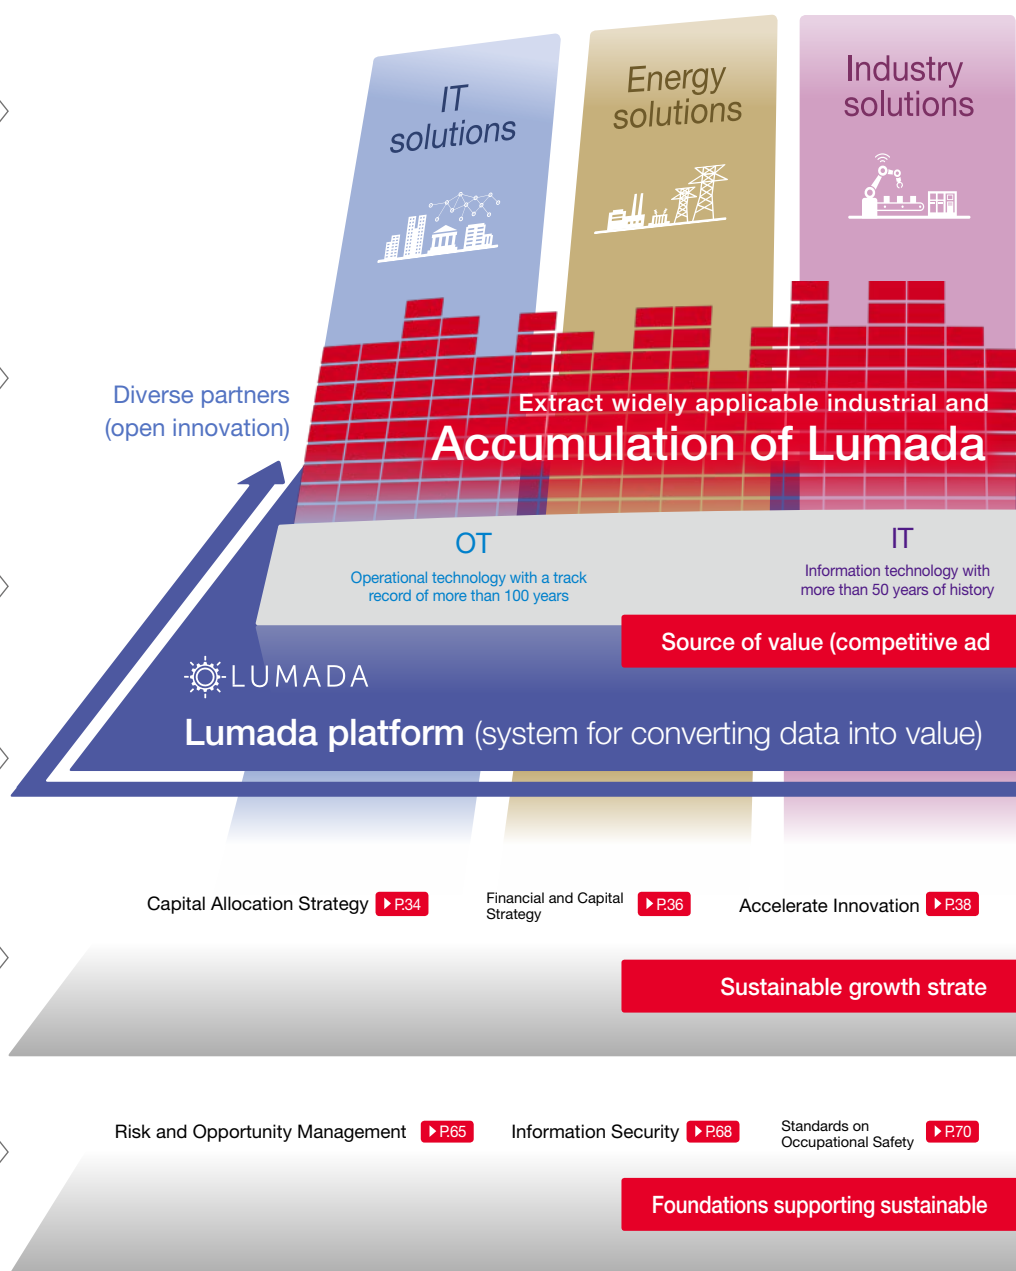 IT
solutions
Energy
solutions
Industry
solutions
Diverse partners
(open innovation)
Extract widely applicable industrial and
Accumulation of Lumada
OT
Operational technology with a track
record of more than 100 years
IT
Information technology with
more than 50 years of history
Source of value (competitive ad
LUMADA
Lumada platform (system for converting data into value)
Capital Allocation Strategy P.34
Financial and Capital
Strategy P.36
Accelerate Innovation P.38
Sustainable growth strate
Risk and Opportunity Management P.65
Information Security P.68
Standards on
Occupational Safety P.70
Foundations supporting sustainable